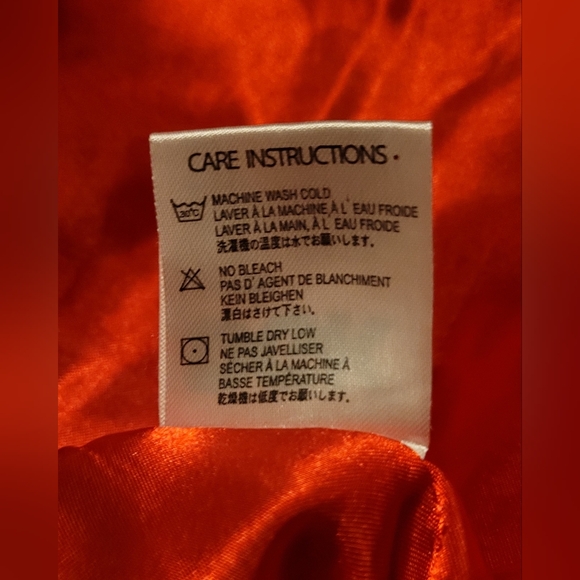 CARE INSTRUCTIONS
30°C
MACHINE WASH COLD
LAVER À LA MACHINE,À L' EAU FROIDE
LAVER À LA MAIN, À L' EAU FROIDE
洗濯機の温度は水でお願いします。
NO BLEACH
PAS D' AGENT DE BLANCHIMENT
KEIN BLEIGHEN
漂白はさけて下さい。
TUMBLE DRY LOW
NE PAS JAVELLISER
SÉCHER À LA MACHINE À
BASSE TEMPÉRATURE
乾燥機は低度でお願いします。